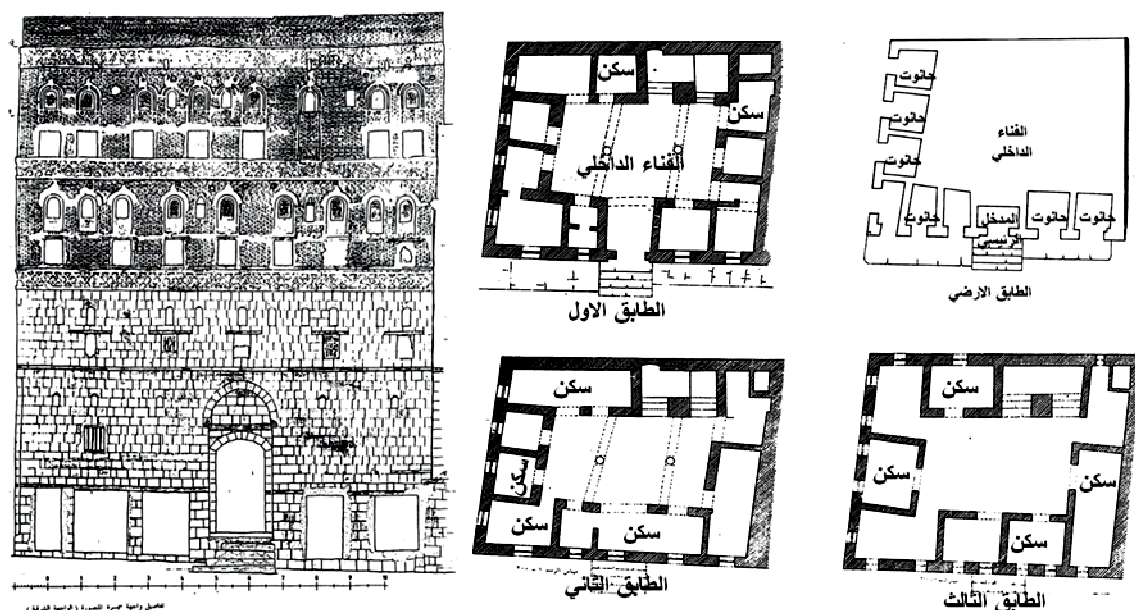 سكن
سكن
الفناء الداخلي
الطابق الاول
حانوت
حانوت
حانوت
الفناء
الداخلي
حانوت
المدخل
الرئيسي
حانوت
حانوت
الطابق الارضي
سكن
سكن
سكن
سكن
الطابق الثاني
سكن
سكن
سكن
سكن
الطابق الثالث